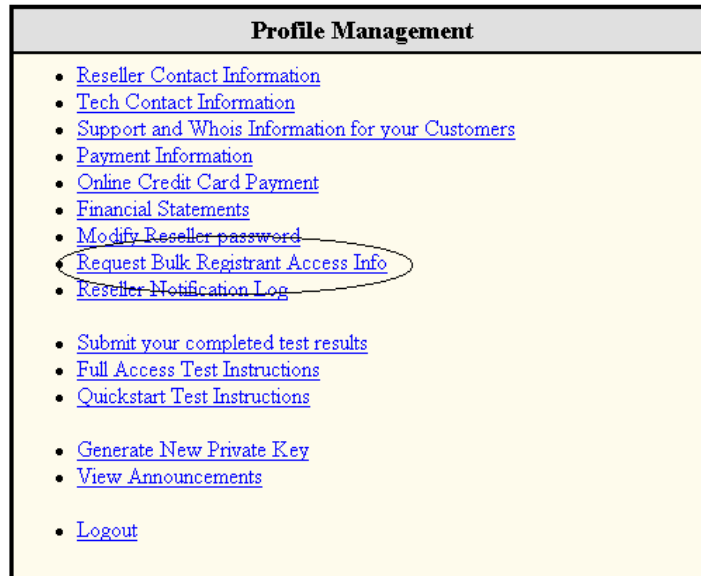 Profile Management
Reseller Contact Information
Tech Contact Information
Support and Whois Information for your Customers
Payment Information
Online Credit Card Payment
Financial Statements
Modify Reseller password
Request Bulk Registrant Access Info
Reseller Notification Log
Submit your completed test results
Full Access Test Instructions
Quickstart Test Instructions
Generate New Private Key
View Announcements
Logout